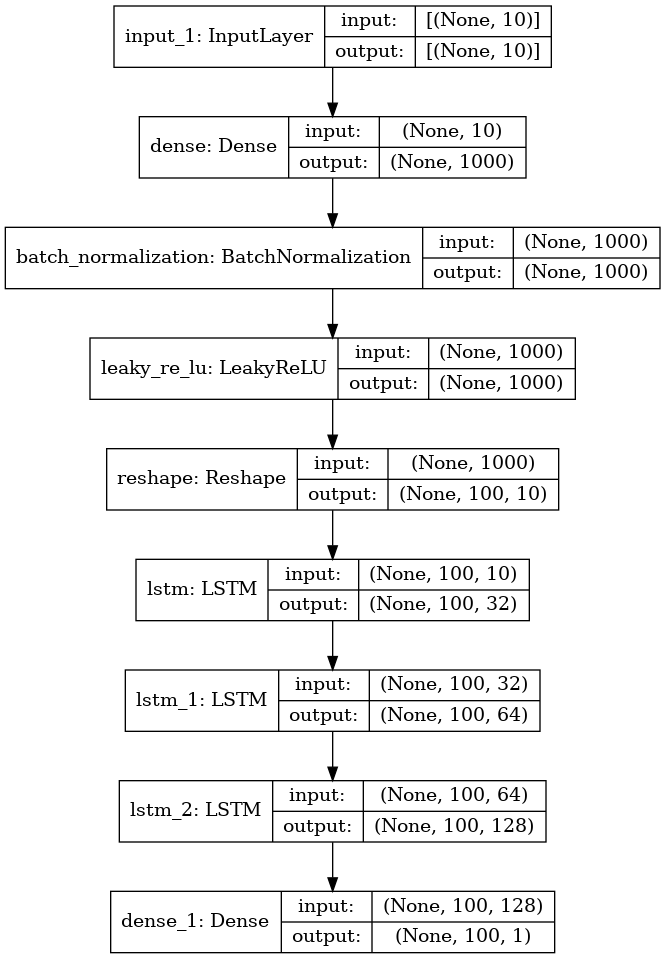 input_1: InputLayer
input: [(None, 10)]
output: [(None, 10)]
dense: Dense
input: (None, 10)
output: (None, 1000)
batch_normalization: BatchNormalization
input: (None, 1000)
output: (None, 1000)
leaky_re_lu: LeakyReLU
input: (None, 1000)
output: (None, 1000)
reshape: Reshape
input: (None, 1000)
output: (None, 100, 10)
lstm: LSTM
input: (None, 100, 10)
output: (None, 100, 32)
lstm_1: LSTM
input: (None, 100, 32)
output: (None, 100, 64)
lstm_2: LSTM
input: (None, 100, 64)
output: (None, 100, 128)
dense_1: Dense
input: (None, 100, 128)
output: (None, 100, 1)